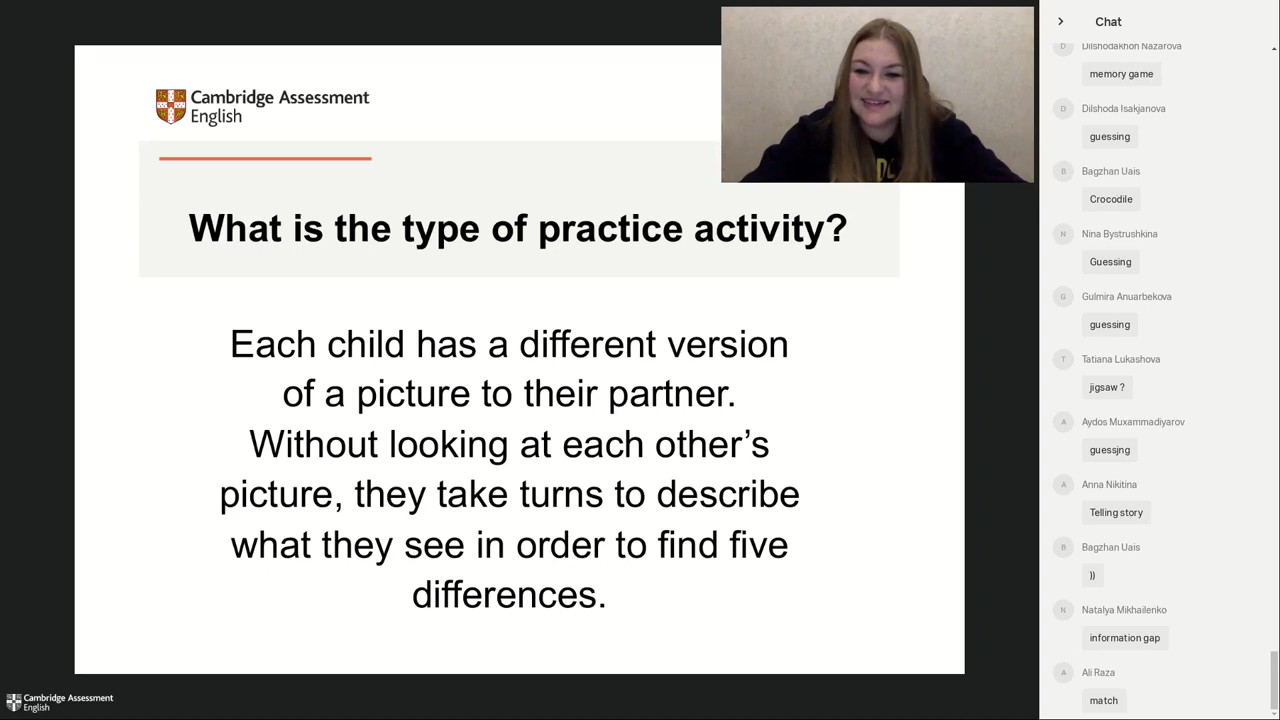 Cambridge Assessment
English
What is the type of practice activity?
Each child has a different version
of a picture to their partner.
Without looking at each other’s
picture, they take turns to describe
what they see in order to find five
differences.
Cambridge Assessment
English
Chat
D
Dilshodakhon Nazarova
memory game
D
Dilshoda Isakjanova
guessing
B
Bagzhan Uais
Crocodile
N
Nina Bystrushkina
Guessing
G
Gulmira Anuarbekova
guessing
T
Tatiana Lukashova
jigsaw ?
A
Aydos Muxammadiyarov
guessjng
A
Anna Nikitina
Telling story
B
Bagzhan Uais
))
N
Natalya Mikhailenko
information gap
A
Ali Raza
match